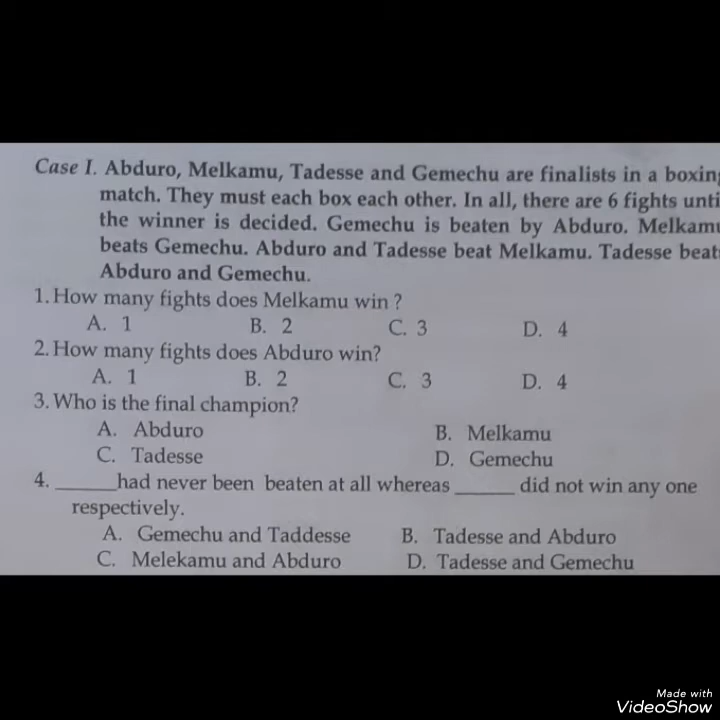 Case I. Abduro, Melkamu, Tadesse and Gemechu are finalists in a boxing
match. They must each box each other. In all, there are 6 fights unti
the winner is decided. Gemechu is beaten by Abduro. Melkamu
beats Gemechu. Abduro and Tadesse beat Melkamu. Tadesse beats
Abduro and Gemechu.
1. How many fights does Melkamu win ?
A. 1 B. 2 C. 3 D. 4
2. How many fights does Abduro win?
A. 1 B. 2 C. 3 D. 4
3. Who is the final champion?
A. Abduro B. Melkamu
C. Tadesse D. Gemechu
4. ______had never been beaten at all whereas ______ did not win any one
respectively.
A. Gemechu and Taddesse B. Tadesse and Abduro
C. Melekamu and Abduro D. Tadesse and Gemechu
Made with
VideoShow